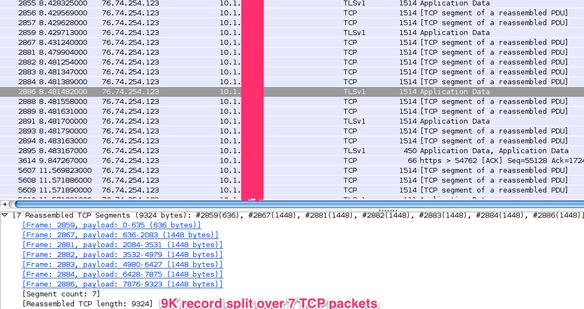 2855 8.428325000 76.74.254.123 10.1. TLSv1 1514 Application Data
2856 8.429569000 76.74.254.123 10.1. TCP 1514 [TCP segment of a reassembled PDU]
2857 8.429628000 76.74.254.123 10.1. TCP 1514 [TCP segment of a reassembled PDU]
2859 8.429713000 76.74.254.123 10.1. TLSv1 1514 Application Data
2867 8.431240000 76.74.254.123 10.1. TCP 1514 [TCP segment of a reassembled PDU]
2881 8.479904000 76.74.254.123 10.1. TCP 1514 [TCP segment of a reassembled PDU]
2882 8.481254000 76.74.254.123 10.1. TCP 1514 [TCP segment of a reassembled PDU]
2883 8.481347000 76.74.254.123 10.1. TCP 1514 [TCP segment of a reassembled PDU]
2884 8.481389000 76.74.254.123 10.1. TCP 1514 [TCP segment of a reassembled PDU]
2886 8.481482000 76.74.254.123 10.1. TLSv1 1514 Application Data
2888 8.481558000 76.74.254.123 10.1. TCP 1514 [TCP segment of a reassembled PDU]
2889 8.481631000 76.74.254.123 10.1. TCP 1514 [TCP segment of a reassembled PDU]
2891 8.481700000 76.74.254.123 10.1. TLSv1 1514 Application Data
2893 8.481790000 76.74.254.123 10.1. TCP 1514 [TCP segment of a reassembled PDU]
2895 8.483167000 76.74.254.123 10.1. TLSv1 450 Application Data, Application Data
3614 9.847267000 76.74.254.123 10.1. TCP 66 https > 54762 [ACK] Seq=55128 Ack=1724
5607 11.569823000 76.74.254.123 10.1. TCP 1514 [TCP segment of a reassembled PDU]
5608 11.571886000 76.74.254.123 10.1. TCP 1514 [TCP segment of a reassembled PDU]
5609 11.571890000 76.74.254.123 10.1. TCP 1514 [TCP segment of a reassembled PDU]
[7 Reassembled TCP Segments (9324 bytes): #2859(636), #2867(1448), #2881(1448), #2882(1448), #2883(1448), #2884(1448), #2886(1448)]
[Frame: 2859, payload: 0-635 (636 bytes)]
[Frame: 2867, payload: 636-2083 (1448 bytes)]
[Frame: 2881, payload: 2084-3531 (1448 bytes)]
[Frame: 2882, payload: 3532-4979 (1448 bytes)]
[Frame: 2883, payload: 4980-6427 (1448 bytes)]
[Frame: 2884, payload: 6428-7875 (1448 bytes)]
[Frame: 2886, payload: 7876-9323 (1448 bytes)]
[Segment count: 7]
[Reassembled TCP length: 9324]
9K record split over 7 TCP packets